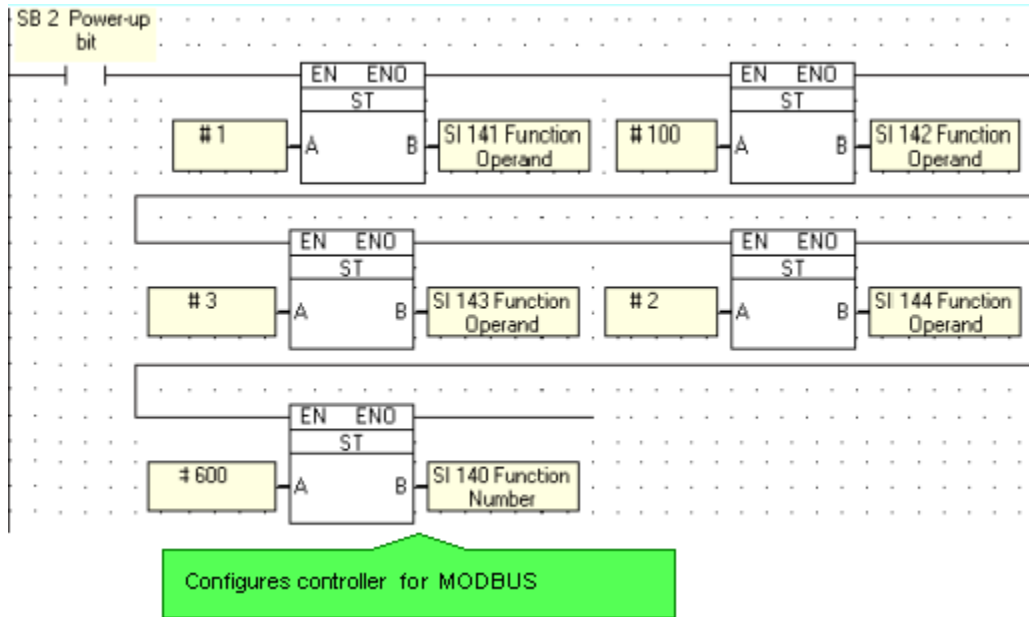 SB 2 Power-up
bit
EN ENO
EN ENO
ST
ST
# 1
A
B
SI 141 Function
Operand
# 100
A
B
SI 142 Function
Operand
EN ENO
EN ENO
ST
ST
# 3
A
B
SI 143 Function
Operand
# 2
A
B
SI 144 Function
Operand
EN ENO
ST
# 600
A
B
SI 140 Function
Number
Configures controller for MODBUS